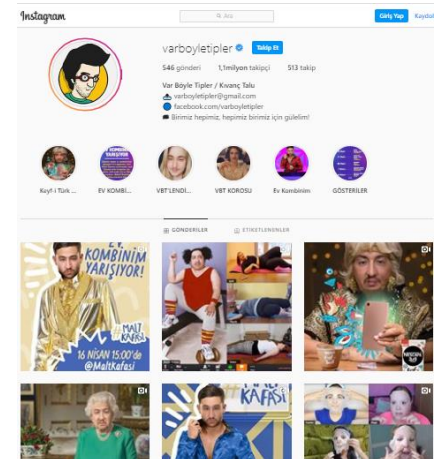 Instagram
Ara
Giriş Yap
Kaydol
varboyletipler
Takip Et
546 gönderi 1,1milyon takipçi 513 takip
Var Böyle Tipler / Kıvanç Talu
varboyletipler@gmail.com
facebook.com/varboyletipler
Birimiz hepimiz, hepimiz birimiz için gülelim!
Keyf-i Türk ...
EV KOMBİ...
VBT'LENDİ...
VBT KOROSU
Ev Kombinim
GÖSTERİLER
GÖNDERİLER
ETİKETLENENLER
EV
KOMBİNİM
YARIŞIYOR!
#MALT
KAFASI
16 NİSAN 15:00'de
@MaltKafasi
KAFASI